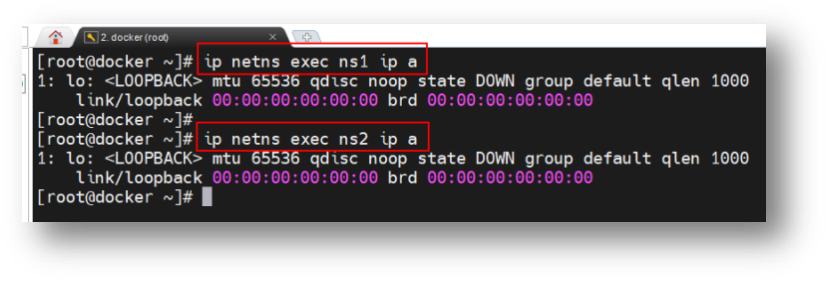 2. docker (root)
[root@docker ~]# ip netns exec ns1 ip a
1: lo: <LOOPBACK> mtu 65536 qdisc noop state DOWN group default qlen 1000
    link/loopback 00:00:00:00:00:00 brd 00:00:00:00:00:00
[root@docker ~]#
[root@docker ~]# ip netns exec ns2 ip a
1: lo: <LOOPBACK> mtu 65536 qdisc noop state DOWN group default qlen 1000
    link/loopback 00:00:00:00:00:00 brd 00:00:00:00:00:00
[root@docker ~]#